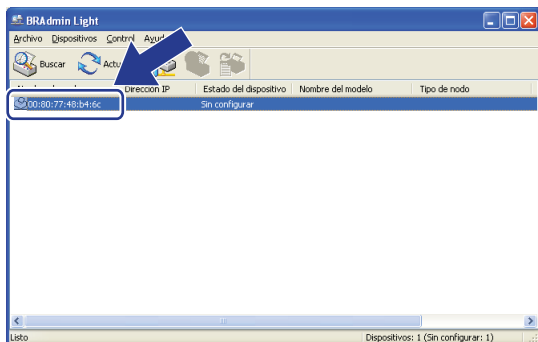 BRAdmin Light
Archivo Dispositivos Control
Buscar
Dirección IP Estado del dispositivo Nombre del modelo Tipo de nodo
00:80:77:48:b4:6c Sin configurar
Listo Dispositivos: 1 (Sin configurar: 1)